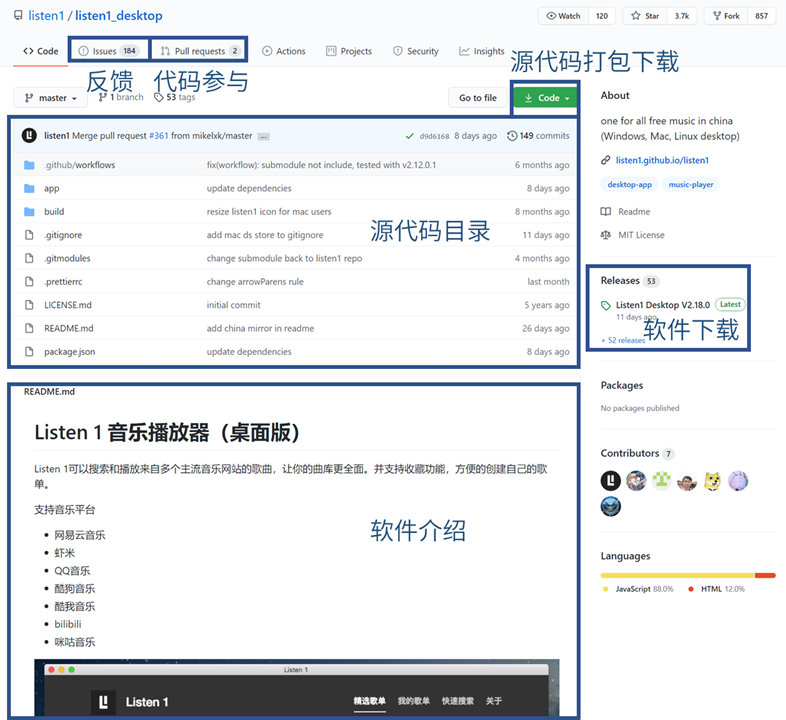 listen1 / listen1_desktop
Watch 120 Star 3.7k Fork 857
Code Issues 184 Pull requests 2 Actions Projects Security Insights
反馈 代码参与 源代码打包下载
master 1 branch 53 tags Go to file Code
About
one for all free music in china
(Windows, Mac, Linux desktop)
listen1.github.io/listen1
desktop-app music-player
Readme
MIT License
listen1 Merge pull request #361 from mikelxk/master ... d9d6168 8 days ago 149 commits
.github/workflows fix(workflow): submodule not include, tested with v2.12.0.1 6 months ago
app update dependencies 8 days ago
build resize listen1 icon for mac users 8 months ago
.gitignore add mac ds store to gitignore 11 days ago
源代码目录
.gitmodules change submodule back to listen1 repo 4 months ago
.prettierrc change arrowParens rule last month
LICENSE.md initial commit 5 years ago
README.md add china mirror in readme 26 days ago
package.json update dependencies 8 days ago
Releases 53
Listen1 Desktop V2.18.0 Latest
11 days ago
软件下载
+ 52 releases
Packages
No packages published
Contributors 7
Languages
JavaScript 88.0% HTML 12.0%
README.md
Listen 1 音乐播放器（桌面版）
Listen 1可以搜索和播放来自多个主流音乐网站的歌曲，让你的曲库更全面。并支持收藏功能，方便的创建自己的歌
单。
支持音乐平台
网易云音乐
虾米
QQ音乐
酷狗音乐
酷我音乐
bilibili
咪咕音乐
软件介绍
Listen 1
Listen 1 精选歌单 我的歌单 快速搜索 关于